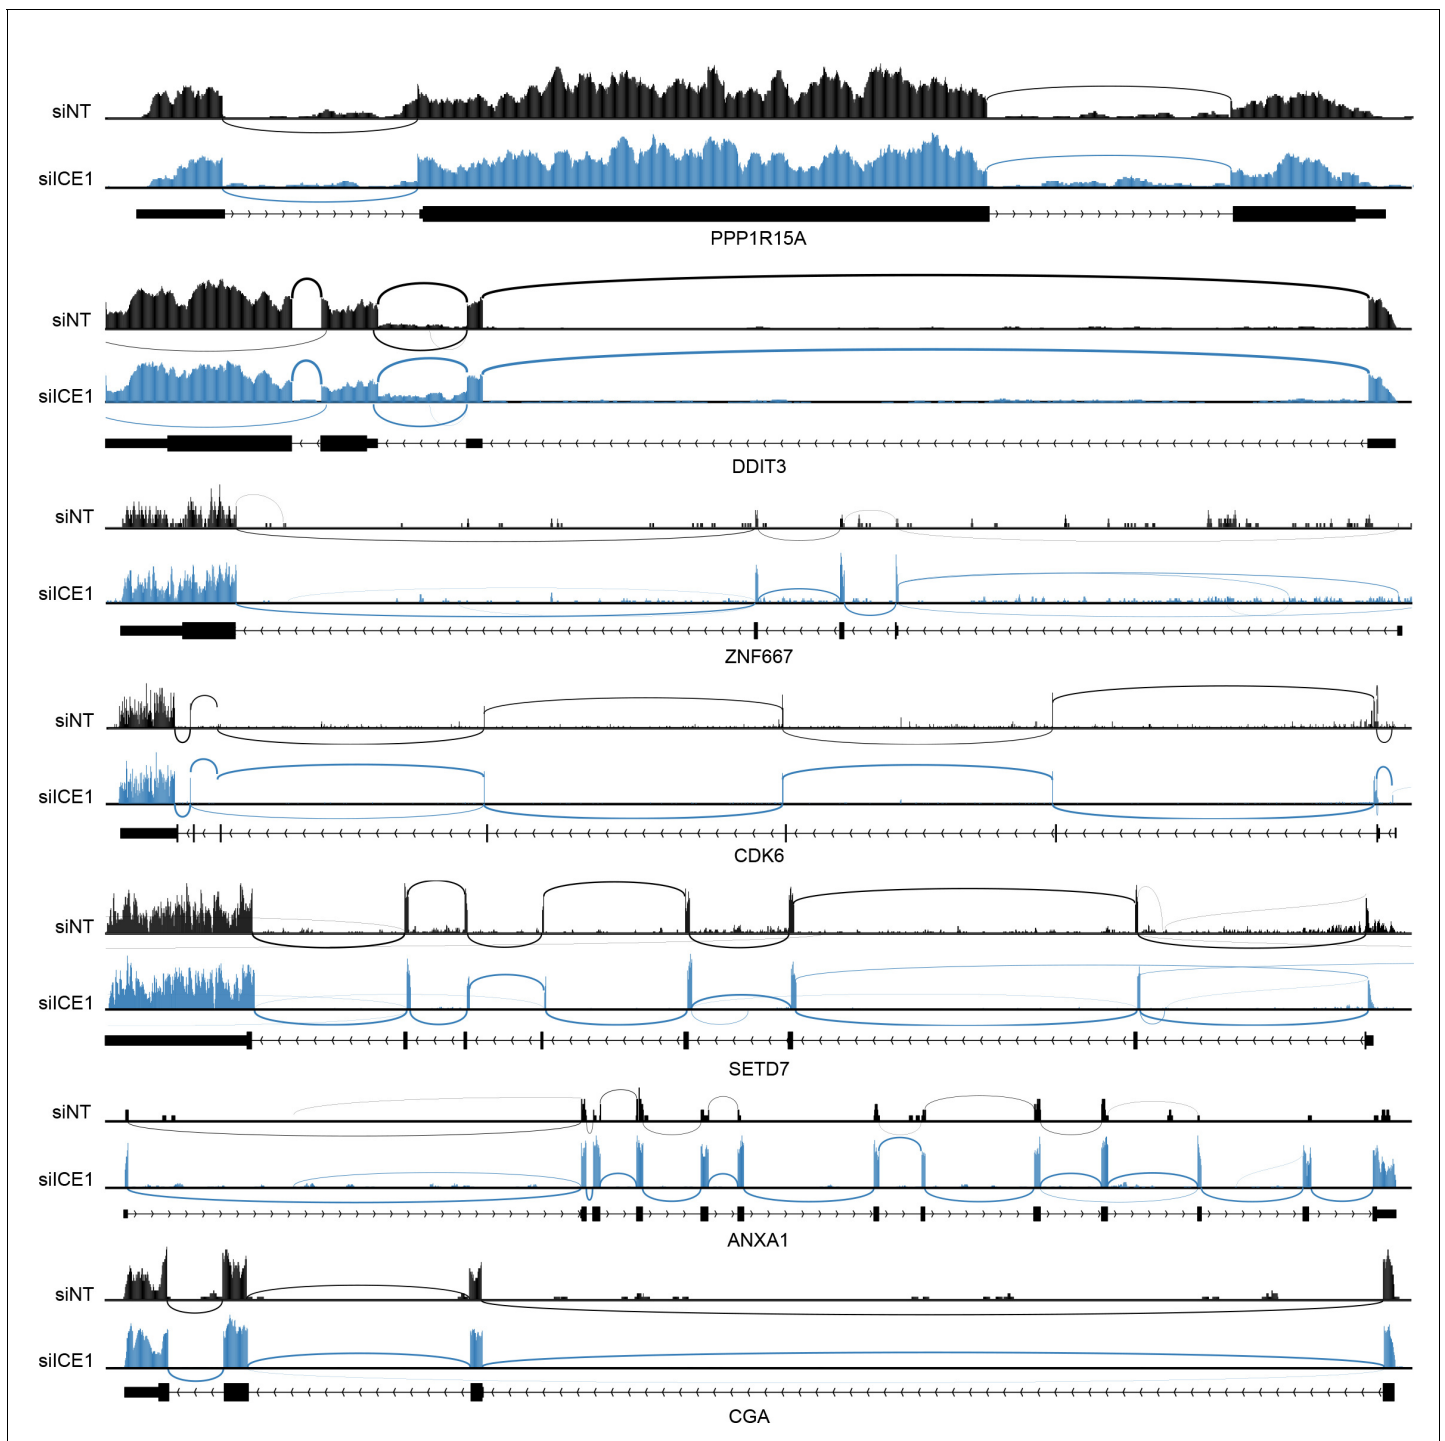 siNT
siICE1
PPP1R15A
siNT
siICE1
DDIT3
siNT
siICE1
ZNF667
siNT
siICE1
CDK6
siNT
siICE1
SETD7
siNT
siICE1
ANXA1
siNT
siICE1
CGA